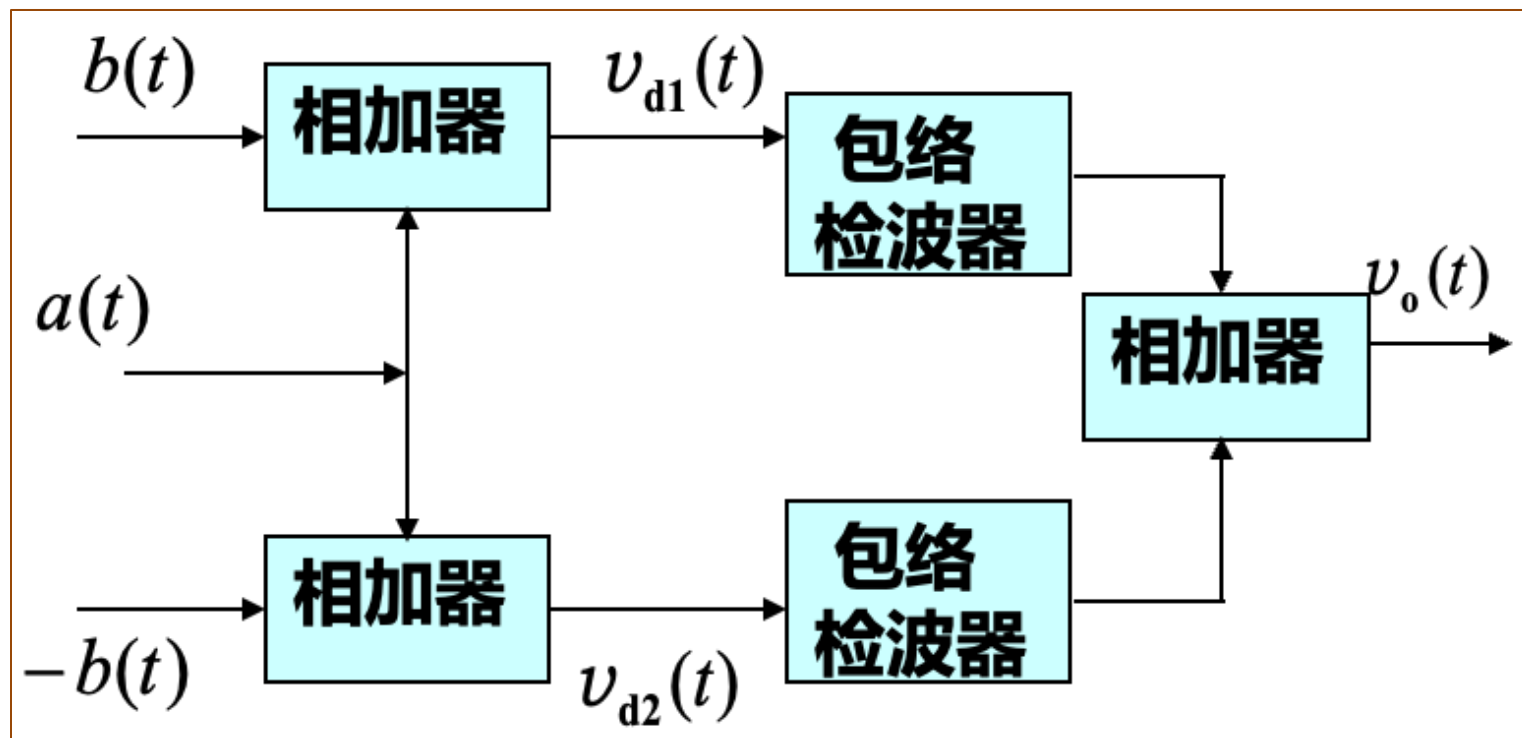 b(t)
相加器
υd1(t)
包络
检波器
a(t)
相加器
υo(t)
-b(t)
相加器
υd2(t)
包络
检波器